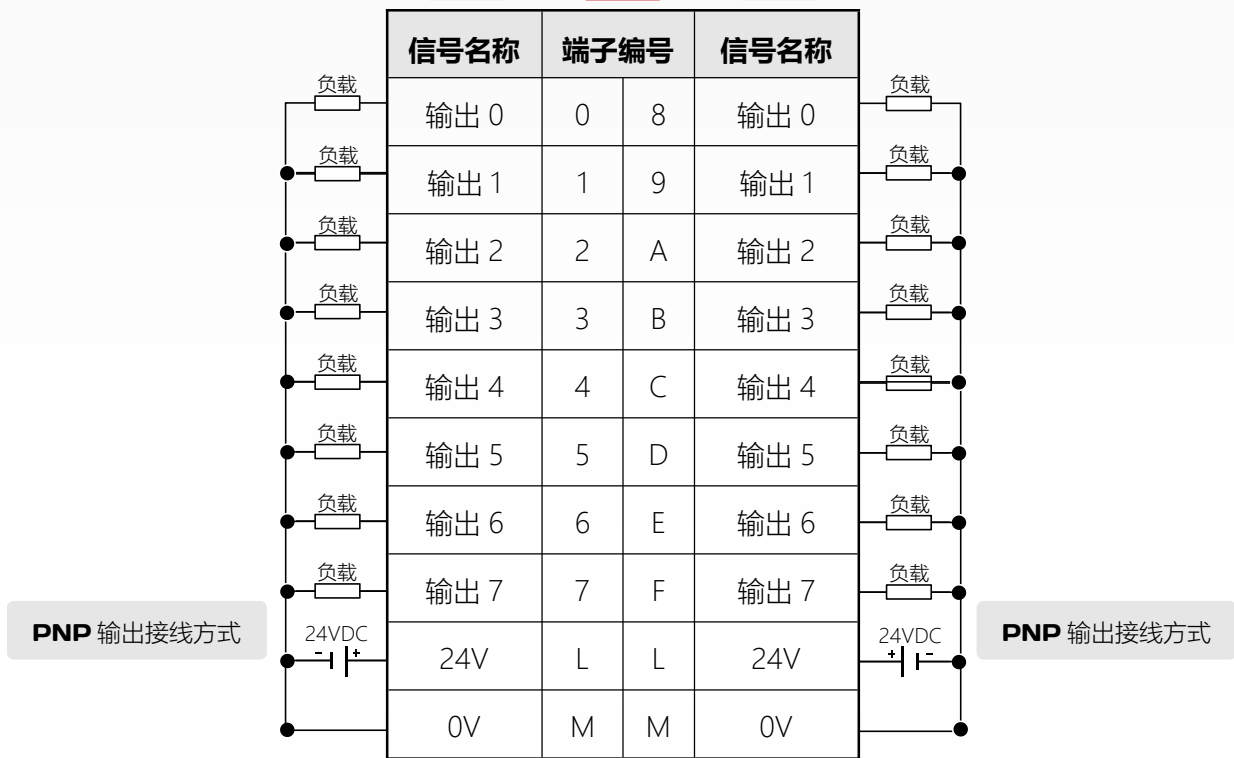 信号名称 端子编号 信号名称
负载 输出 0 0 8 输出 0 负载
负载 输出 1 1 9 输出 1 负载
负载 输出 2 2 A 输出 2 负载
负载 输出 3 3 B 输出 3 负载
负载 输出 4 4 C 输出 4 负载
负载 输出 5 5 D 输出 5 负载
负载 输出 6 6 E 输出 6 负载
负载 输出 7 7 F 输出 7 负载
PNP 输出接线方式
24VDC 24V L L 24V 24VDC
- + + -
PNP 输出接线方式
0V M M 0V